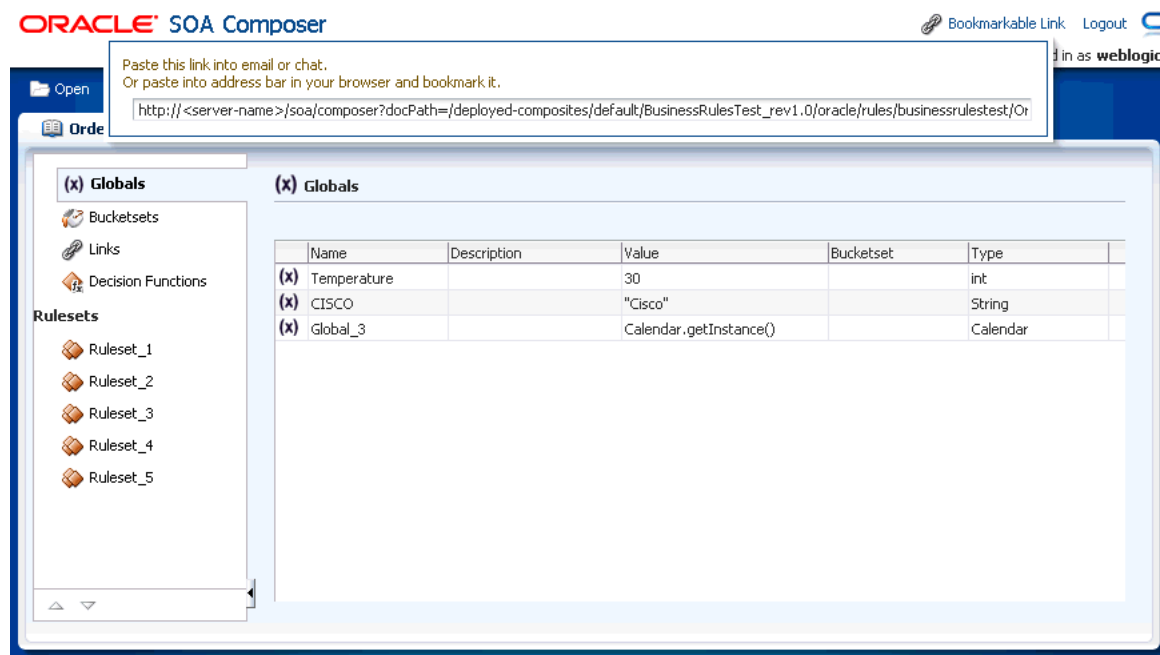 ORACLE SOA Composer
Bookmarkable Link Logout
d in as weblogic
Paste this link into email or chat.
Or paste into address bar in your browser and bookmark it.
http://<server-name>/soa/composer?docPath=/deployed-composites/default/BusinessRulesTest_rev1.0/oracle/rules/businessrulestest/Or
Open
Orde
(x) Globals
Bucketsets
Links
Decision Functions
Rulesets
Ruleset_1
Ruleset_2
Ruleset_3
Ruleset_4
Ruleset_5
(x) Globals
Name Description Value Bucketset Type
(x) Temperature 30 int
(x) CISCO "Cisco" String
(x) Global_3 Calendar.getInstance() Calendar